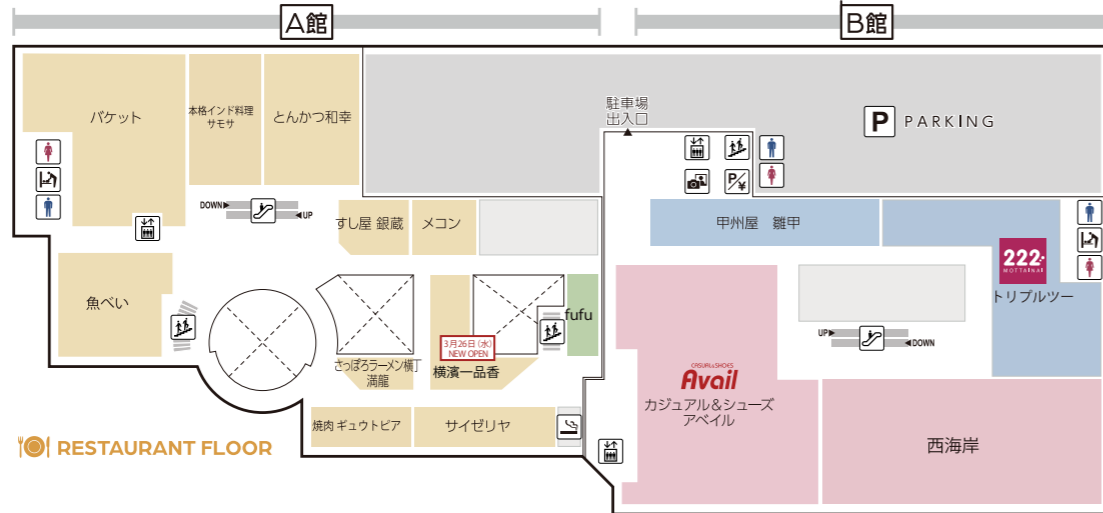 A館
B館
バケット
本格インド料理
サモサ
とんかつ和幸
駐車場
出入口
P PARKING
P/¥
DOWN▶
◀UP
すし屋 銀蔵
メコン
甲州屋 雛甲
222
MOTTAINAI
トリプルツー
魚べい
fufu
3月26日(水)
NEW OPEN
さっぽろラーメン横丁
満龍
横濱一品香
UP▶
◀DOWN
CASUAL&SHOES
Avail
カジュアル&シューズ
アベイル
焼肉 ギュウトピア
サイゼリヤ
西海岸
RESTAURANT FLOOR